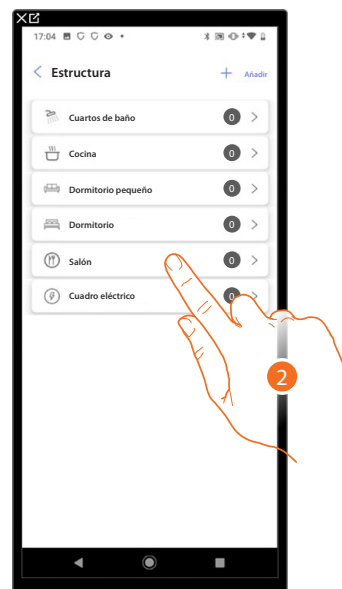 17:04
Estructura
Añadir
Cuartos de baño 0
Cocina 0
Dormitorio pequeño 0
Dormitorio 0
Salón 0
Cuadro eléctrico 0
2